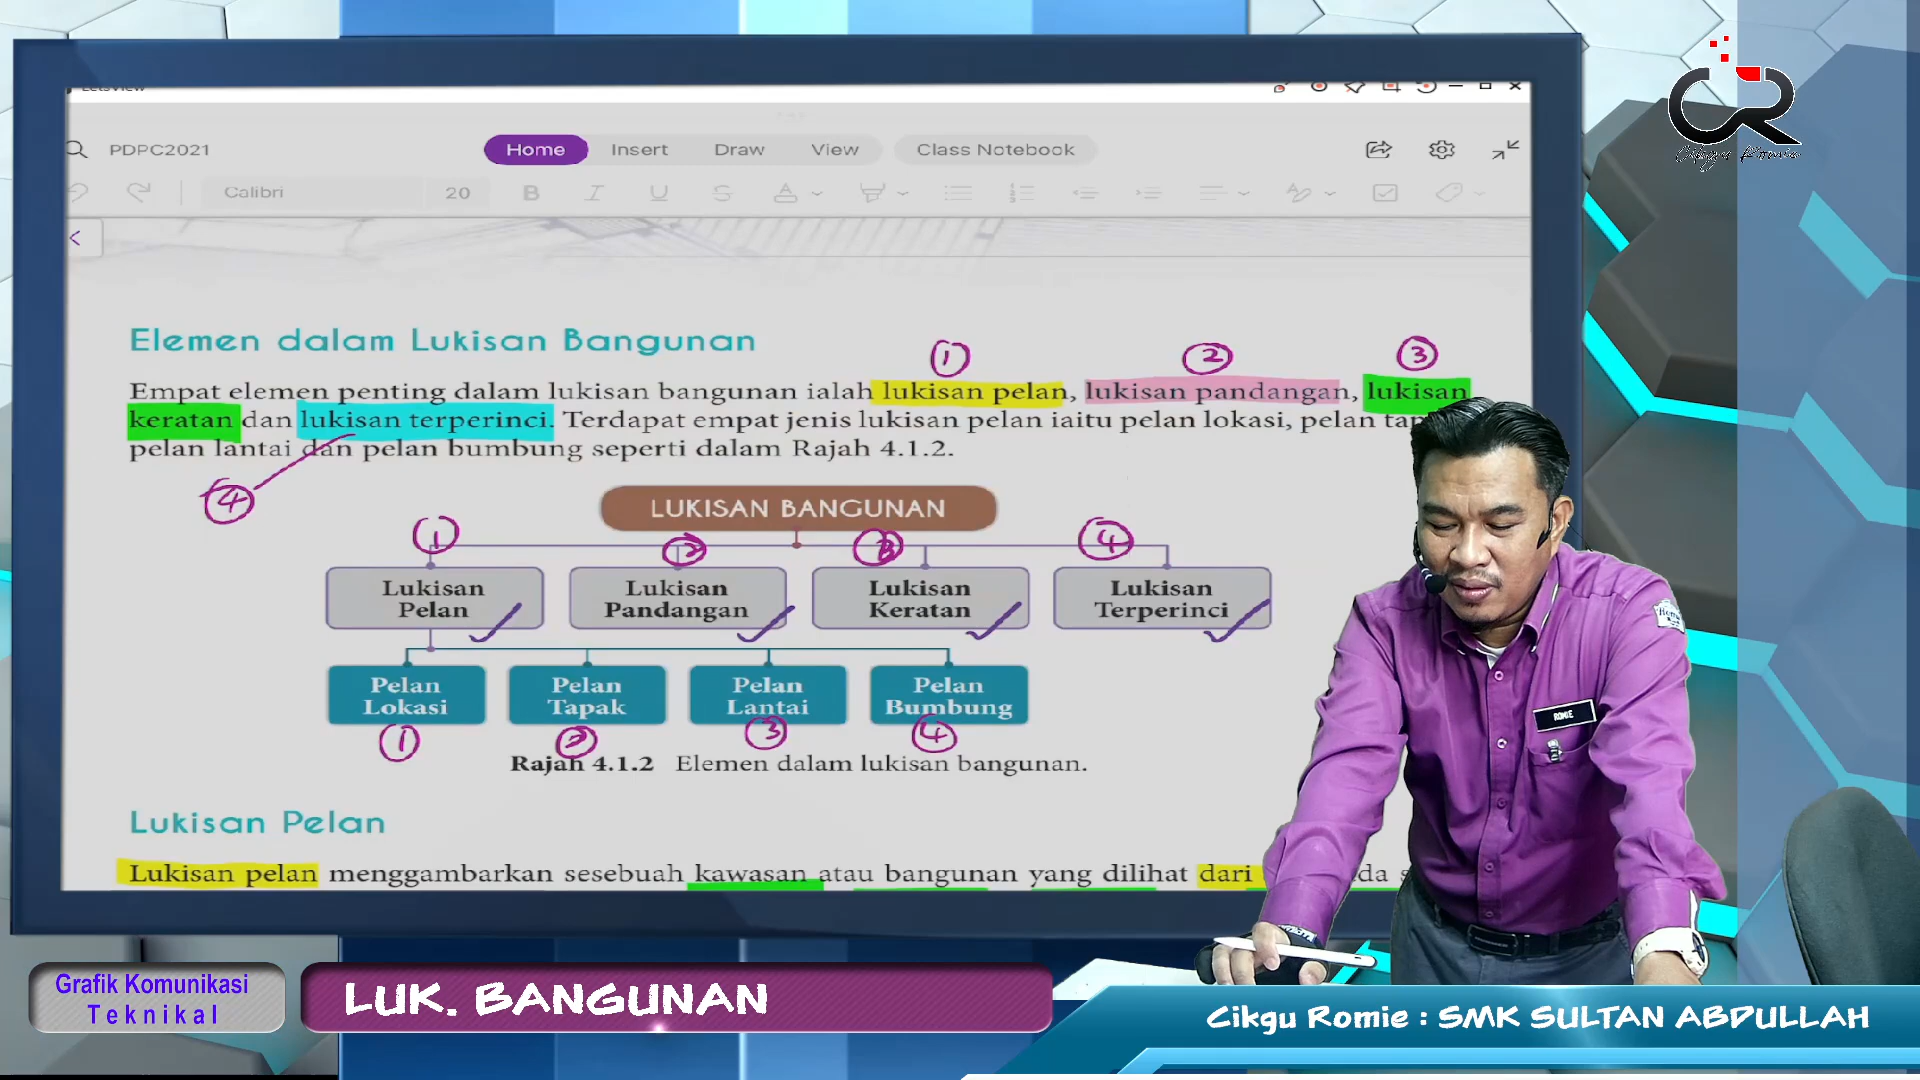 LetsView
PDPC2021
Home
Insert
Draw
View
Class Notebook
Calibri
20
Cikgu Romie
Elemen dalam Lukisan Bangunan
1
2
3
Empat elemen penting dalam lukisan bangunan ialah lukisan pelan, lukisan pandangan, lukisan
keratan dan lukisan terperinci. Terdapat empat jenis lukisan pelan iaitu pelan lokasi, pelan
pelan lantai dan pelan bumbung seperti dalam Rajah 4.1.2.
4
LUKISAN BANGUNAN
1
2
3
4
Lukisan
Pelan
Lukisan
Pandangan
Lukisan
Keratan
Lukisan
Terperinci
Pelan
Lokasi
Pelan
Tapak
Pelan
Lantai
Pelan
Bumbung
1
2
3
4
Rajah 4.1.2 Elemen dalam lukisan bangunan.
Lukisan Pelan
Lukisan pelan menggambarkan sesebuah kawasan atau bangunan yang dilihat dari
ROMIE
Grafik Komunikasi
Teknikal
LUK. BANGUNAN
Cikgu Romie : SMK SULTAN ABDULLAH